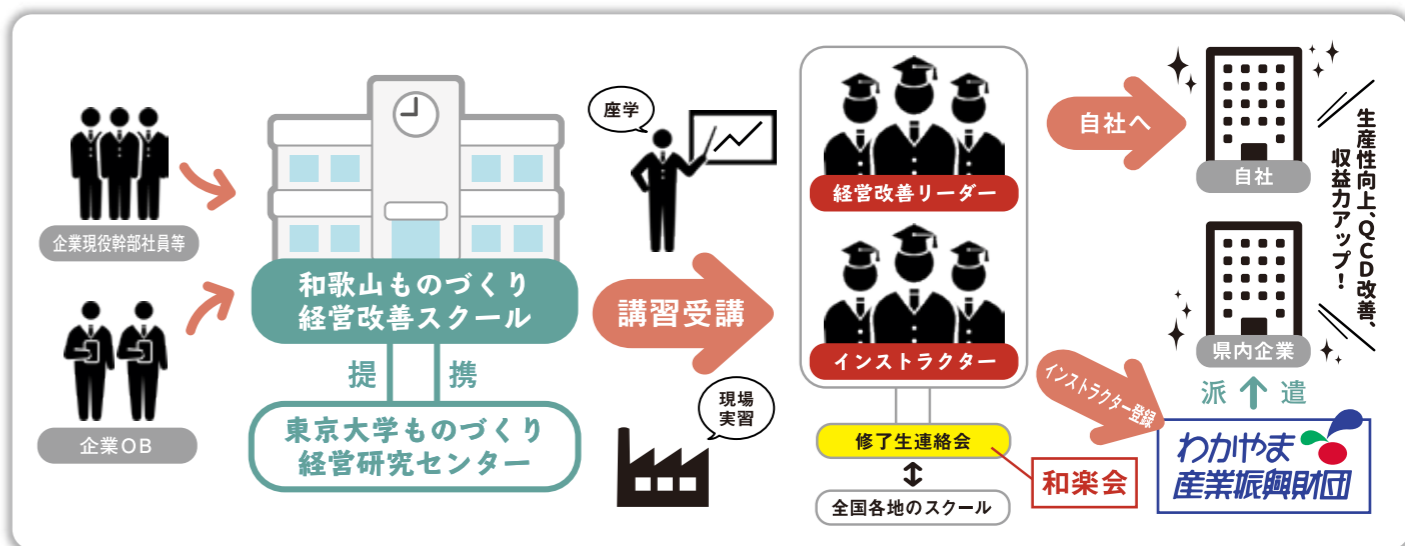 企業現役幹部社員等
企業OB
和歌山ものづくり
経営改善スクール
提 携
東京大学ものづくり
経営研究センター
座学
講習受講
現場
実習
経営改善リーダー
インストラクター
修了生連絡会
和楽会
全国各地のスクール
自社へ
自社
インストラクター登録
県内企業
派 遣
わかやま
産業振興財団
生産性向上、QCD改善、
収益力アップ！